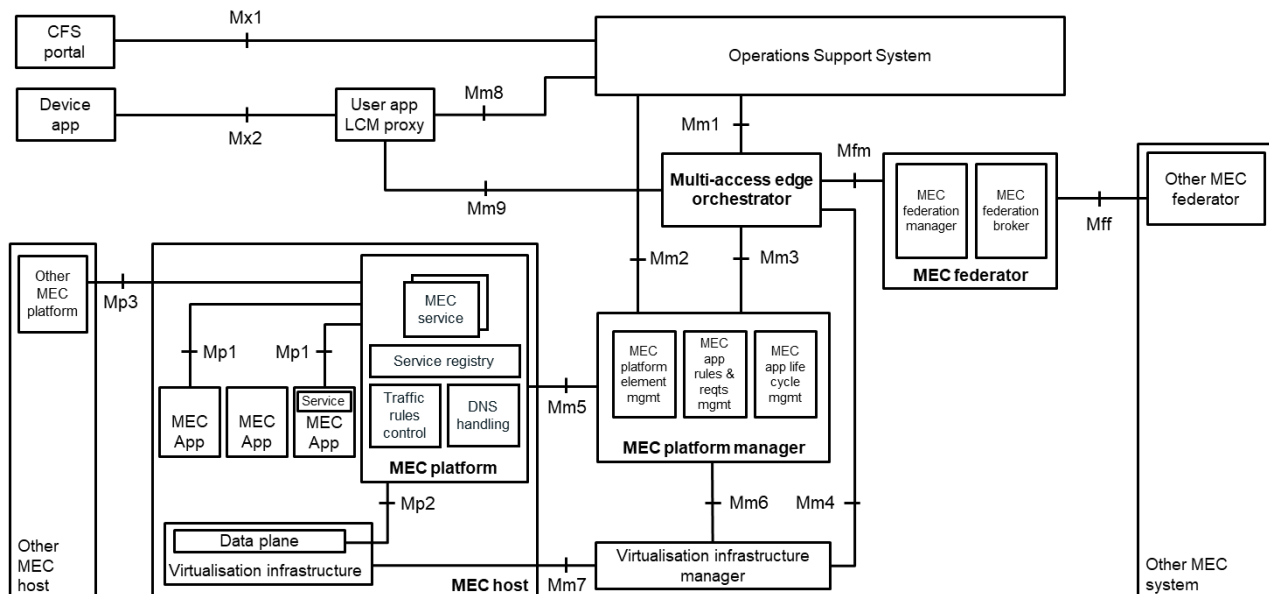 Mx1
CFS
portal
Operations Support System
Device
app
Mx2
User app
LCM proxy
Mm8
Mm1
Mfm
Multi-access edge
orchestrator
Mm9
MEC
federation
manager
MEC
federation
broker
MEC federator
Mff
Other MEC
federator
Other
MEC
platform
Mp3
Mp1
Mp1
MEC
service
Service registry
Traffic
rules
control
DNS
handling
MEC platform
MEC
App
MEC
App
Service
MEC
App
Mm2
Mm3
Mm5
MEC
platform
element
mgmt
MEC
app
rules &
reqts
mgmt
MEC
app life
cycle
mgmt
MEC platform manager
Mp2
Mm6
Mm4
Data plane
Virtualisation infrastructure
MEC host
Mm7
Virtualisation infrastructure
manager
Other
MEC
host
Other MEC
system